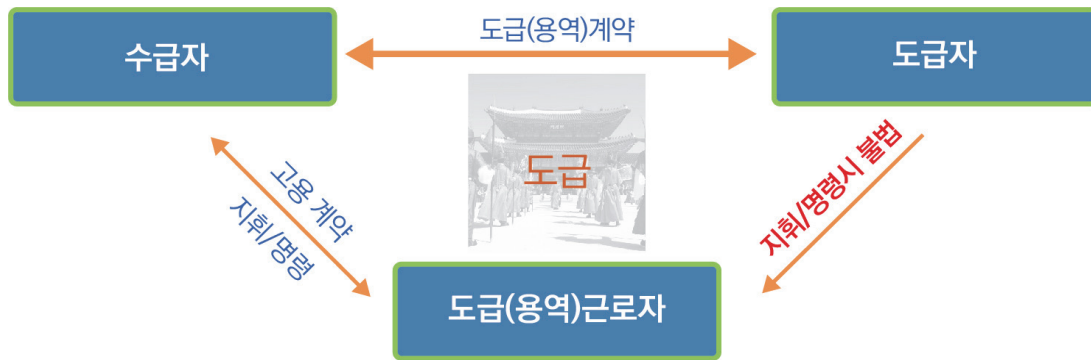 도급(용역)계약
수급자
도급자
도급
고용 계약
지휘/명령
지휘/명령시 불법
도급(용역)근로자